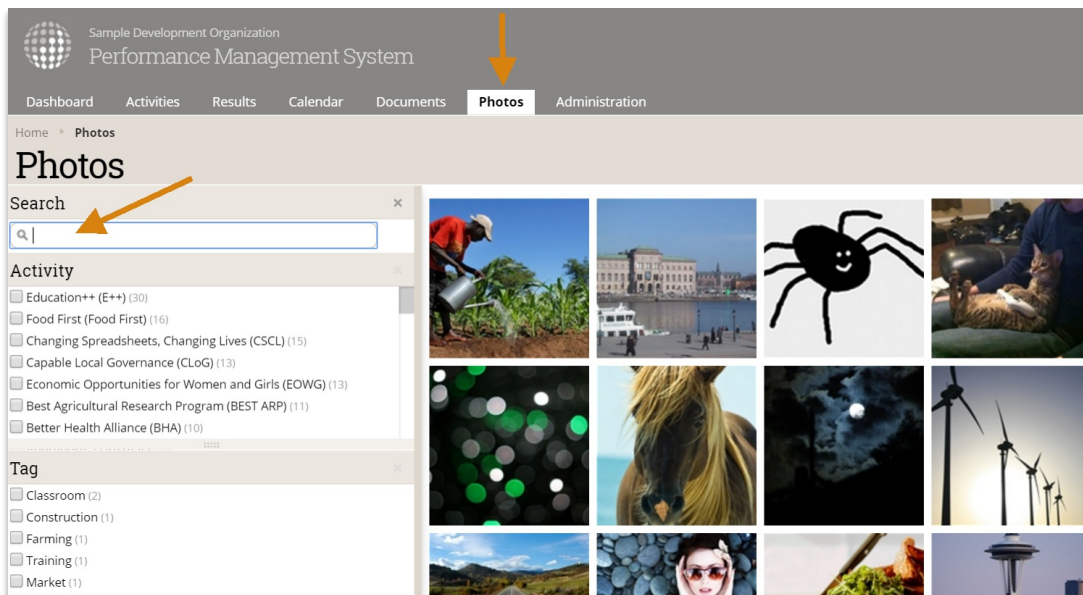 Sample Development Organization
Performance Management System
Dashboard Activities Results Calendar Documents Photos Administration
Home Photos
Photos
Search
Activity
Education++ (E++) (30)
Food First (Food First) (16)
Changing Spreadsheets, Changing Lives (CSCL) (15)
Capable Local Governance (CLoG) (13)
Economic Opportunities for Women and Girls (EOWG) (13)
Best Agricultural Research Program (BEST ARP) (11)
Better Health Alliance (BHA) (10)
Tag
Classroom (2)
Construction (1)
Farming (1)
Training (1)
Market (1)